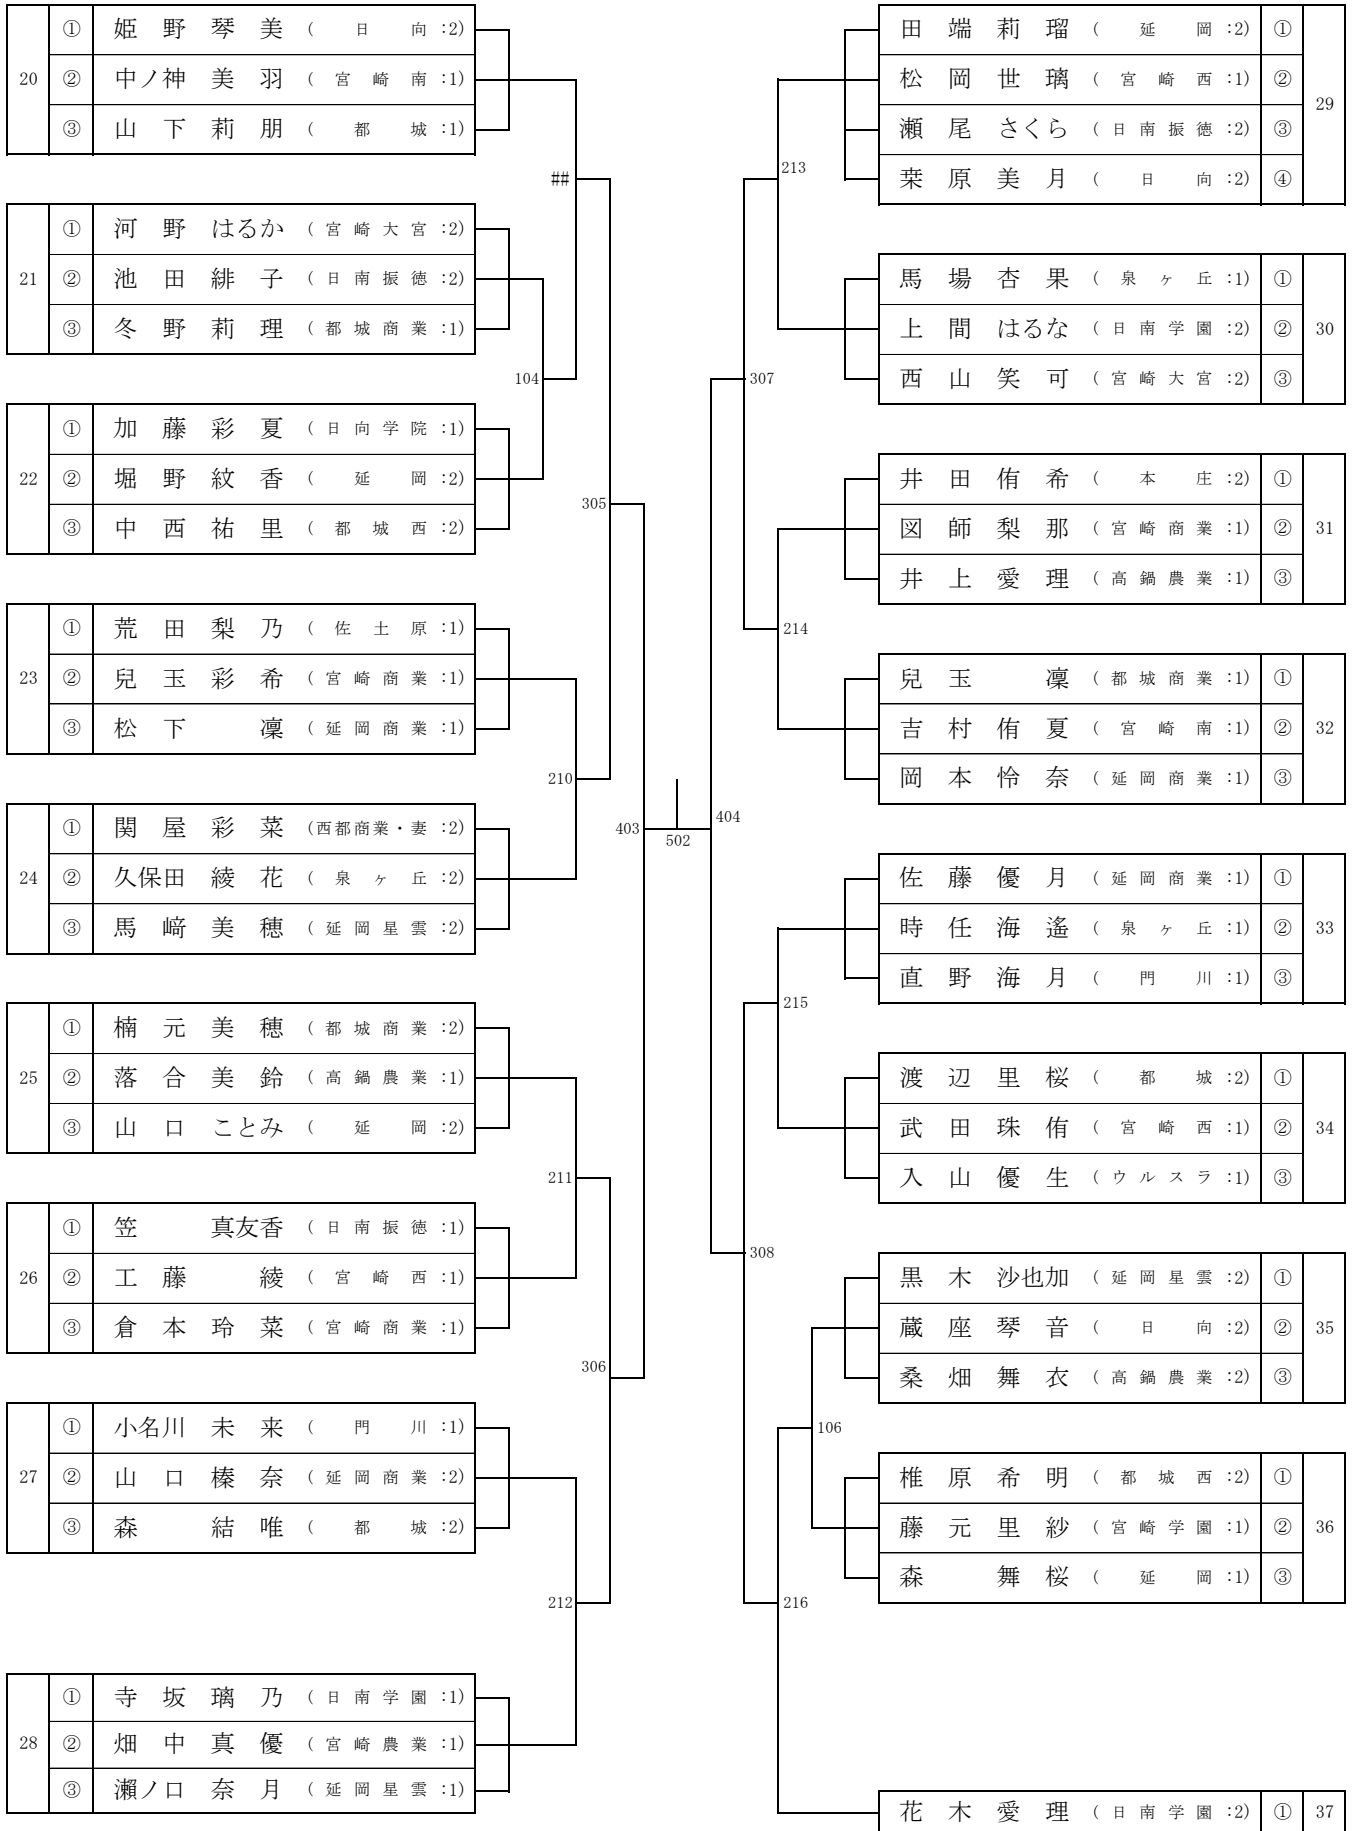 20
① 姫野琴美 ( 日向 :2)
② 中ノ神美羽 ( 宮崎南 :1)
③ 山下莉朋 ( 都城 :1)
##
21
① 河野はるか ( 宮崎大宮 :2)
② 池田緋子 ( 日南振徳 :2)
③ 冬野莉理 ( 都城商業 :1)
104
22
① 加藤彩夏 ( 日向学院 :1)
② 堀野紋香 ( 延岡 :2)
③ 中西祐里 ( 都城西 :2)
305
23
① 荒田梨乃 ( 佐土原 :1)
② 兒玉彩希 ( 宮崎商業 :1)
③ 松下凜 ( 延岡商業 :1)
210
24
① 関屋彩菜 (西都商業・妻 :2)
② 久保田綾花 ( 泉ヶ丘 :2)
③ 馬﨑美穂 ( 延岡星雲 :2)
403
502
25
① 楠元美穂 ( 都城商業 :2)
② 落合美鈴 ( 高鍋農業 :1)
③ 山口ことみ ( 延岡 :2)
211
26
① 笠真友香 ( 日南振徳 :1)
② 工藤綾 ( 宮崎西 :1)
③ 倉本玲菜 ( 宮崎商業 :1)
306
27
① 小名川未来 ( 門川 :1)
② 山口榛奈 ( 延岡商業 :2)
③ 森結唯 ( 都城 :2)
212
28
① 寺坂璃乃 ( 日南学園 :1)
② 畑中真優 ( 宮崎農業 :1)
③ 瀬ノ口奈月 ( 延岡星雲 :1)
田端莉瑠 ( 延岡 :2) ①
松岡世璃 ( 宮崎西 :1) ②
瀬尾さくら ( 日南振徳 :2) ③
桒原美月 ( 日向 :2) ④
29
213
馬場杏果 ( 泉ヶ丘 :1) ①
上間はるな ( 日南学園 :2) ②
西山笑可 ( 宮崎大宮 :2) ③
30
307
井田侑希 ( 本庄 :2) ①
図師梨那 ( 宮崎商業 :1) ②
井上愛理 ( 高鍋農業 :1) ③
31
214
兒玉凜 ( 都城商業 :1) ①
吉村侑夏 ( 宮崎南 :1) ②
岡本怜奈 ( 延岡商業 :1) ③
32
404
佐藤優月 ( 延岡商業 :1) ①
時任海遙 ( 泉ヶ丘 :1) ②
直野海月 ( 門川 :1) ③
33
215
渡辺里桜 ( 都城 :2) ①
武田珠侑 ( 宮崎西 :1) ②
入山優生 ( ウルスラ :1) ③
34
308
黒木沙也加 ( 延岡星雲 :2) ①
蔵座琴音 ( 日向 :2) ②
桑畑舞衣 ( 高鍋農業 :2) ③
35
106
椎原希明 ( 都城西 :2) ①
藤元里紗 ( 宮崎学園 :1) ②
森舞桜 ( 延岡 :1) ③
36
216
花木愛理 ( 日南学園 :2) ①
37